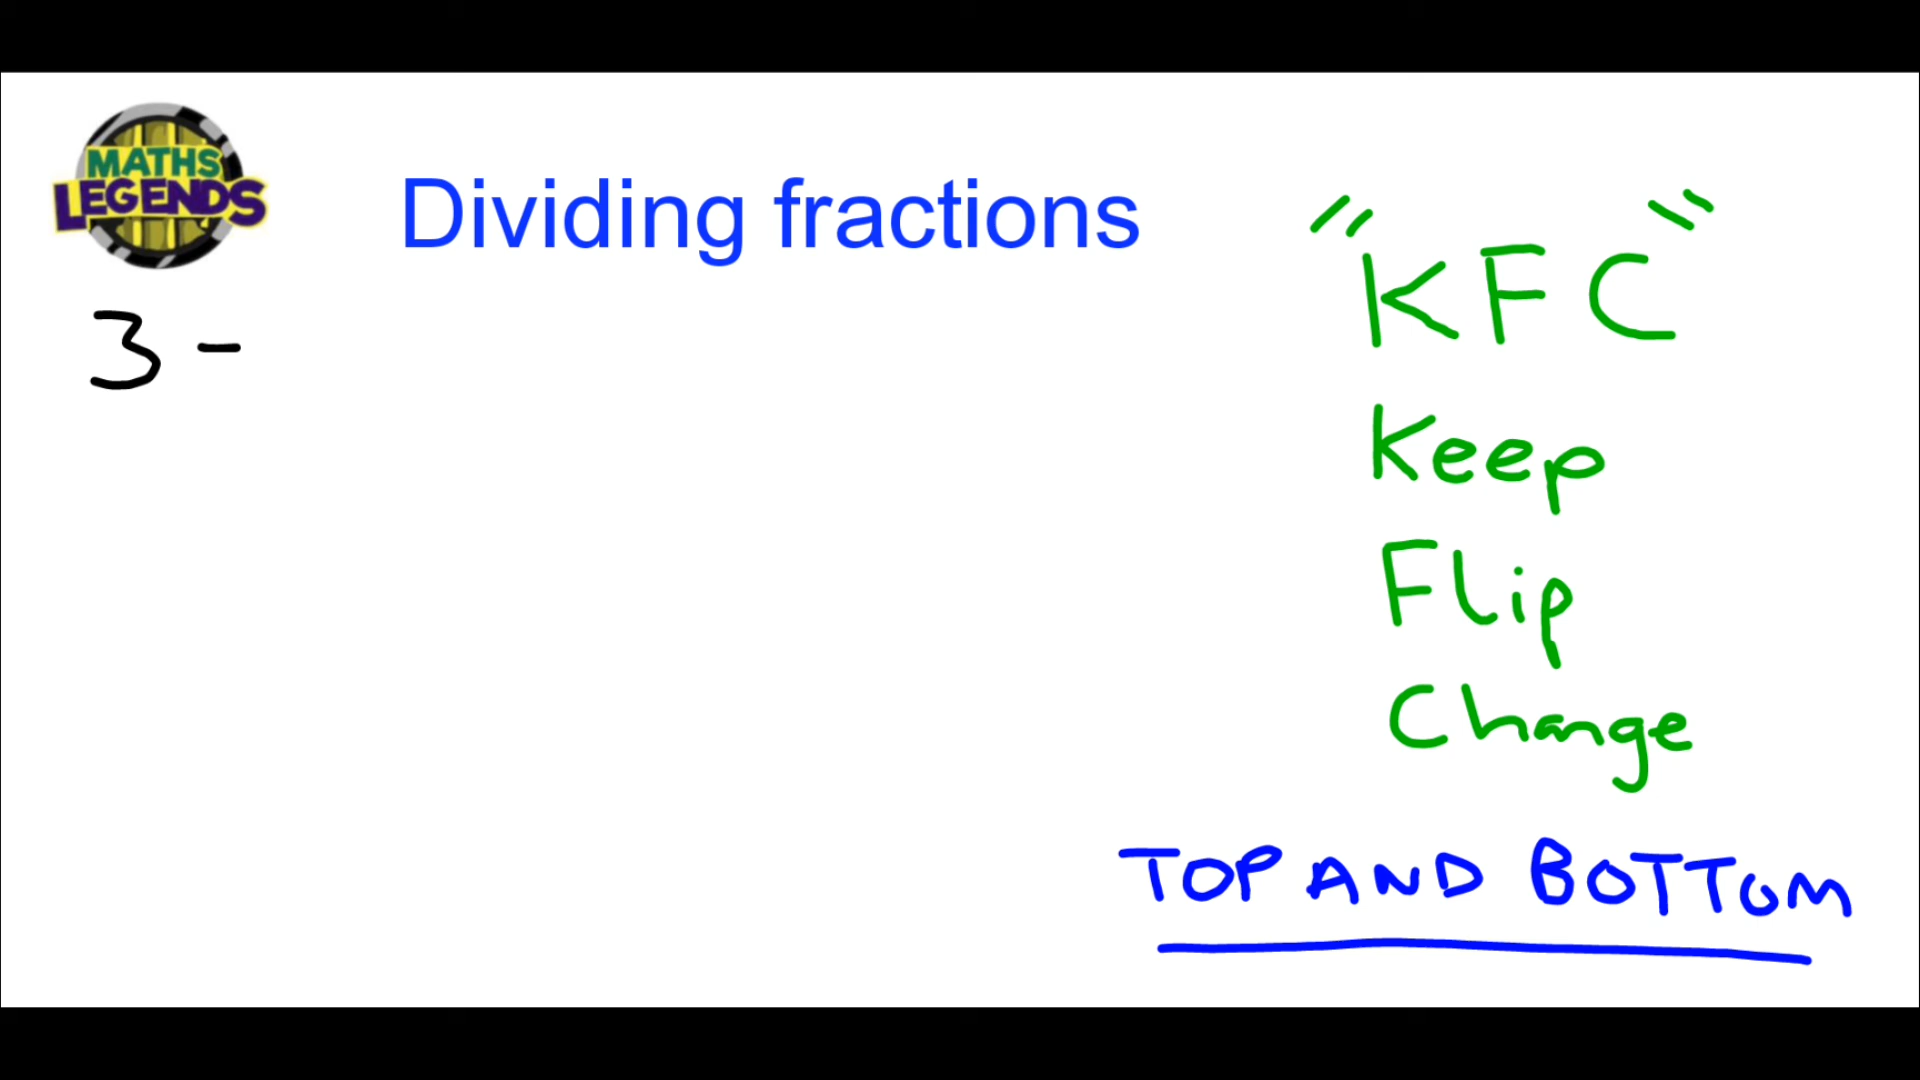 MATHS
LEGENDS
Dividing fractions
"KFC"
3 -
Keep
Flip
Change
TOP AND BOTTOM